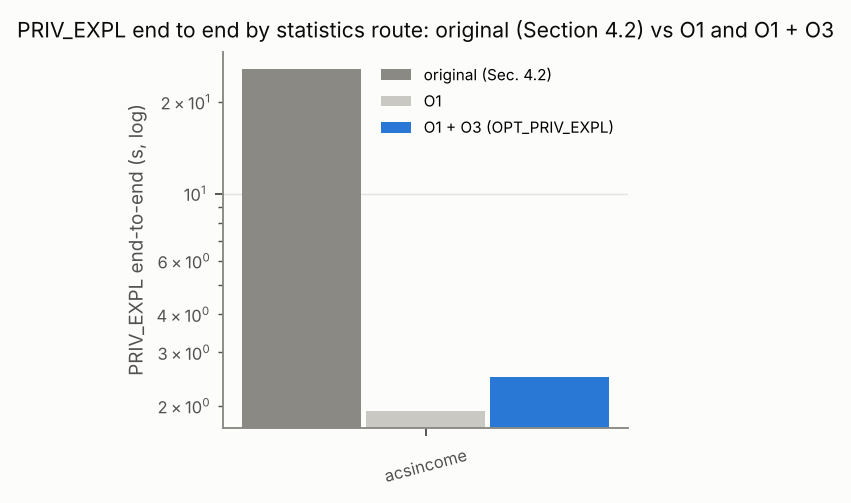 PRIV_EXPL end to end by statistics route: original (Section 4.2) vs O1 and O1 + O3
original (Sec. 4.2)
O1
O1 + O3 (OPT_PRIV_EXPL)
PRIV_EXPL end-to-end (s, log)
2 × 10¹
10¹
6 × 10⁰
4 × 10⁰
3 × 10⁰
2 × 10⁰
acsincome